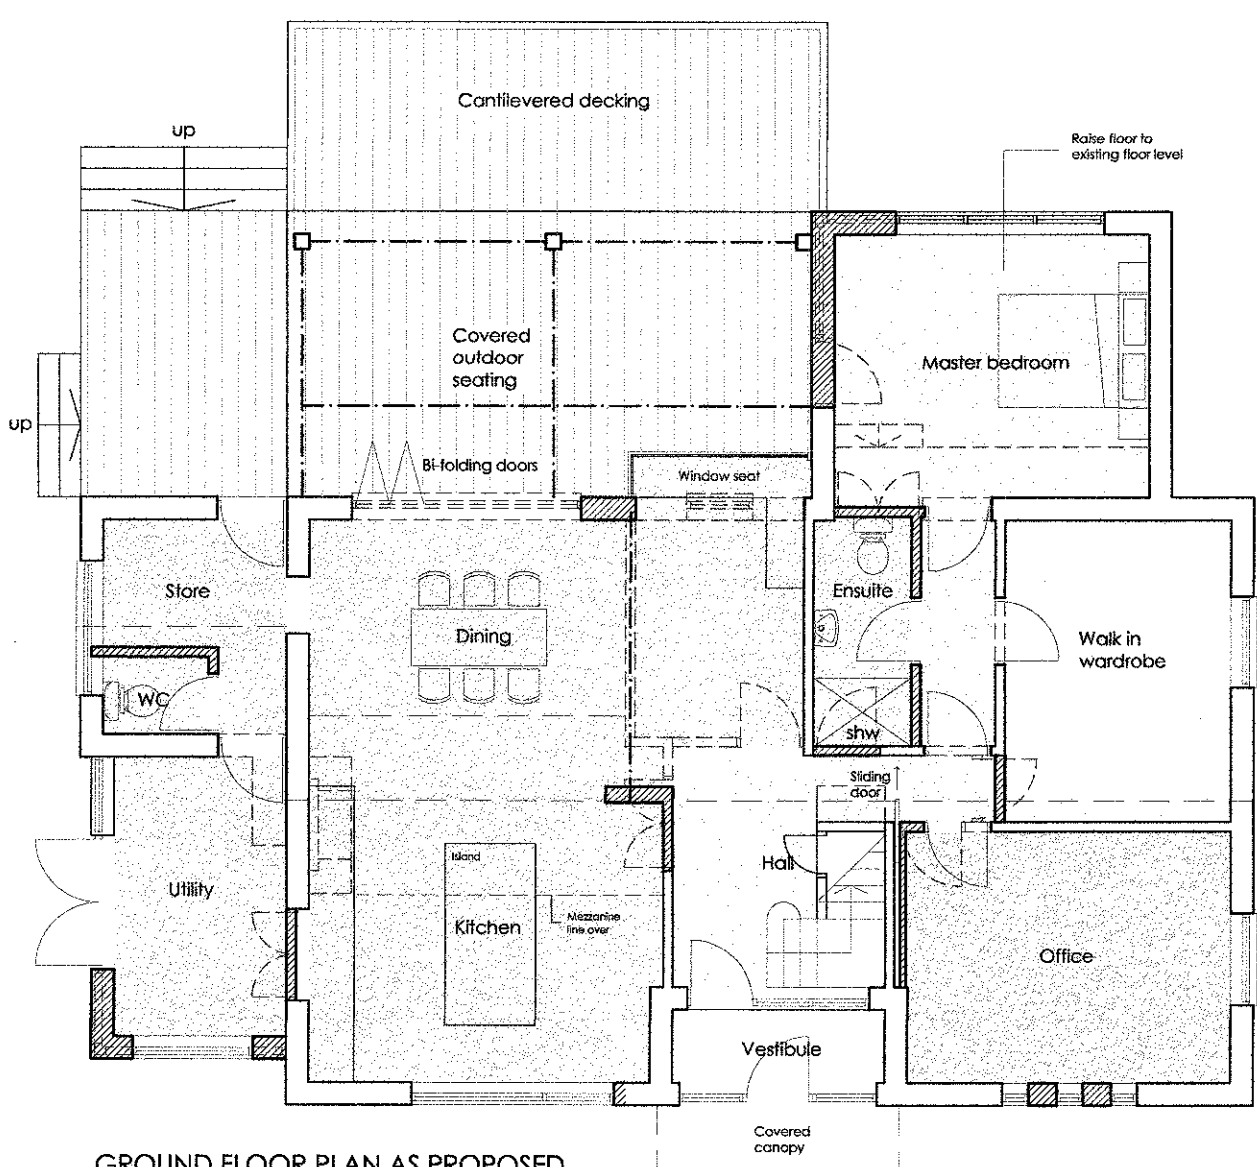 Cantilevered decking
up
Raise floor to
existing floor level
Covered
outdoor
seating
Master bedroom
up
Bi-folding doors
Window seat
Store
Dining
Ensuite
Walk in
wardrobe
WC
shw
Sliding
door
Island
Hall
Utility
Kitchen
Mezzanine
line over
Office
Vestibule
Covered
canopy
GROUND FLOOR PLAN AS PROPOSED